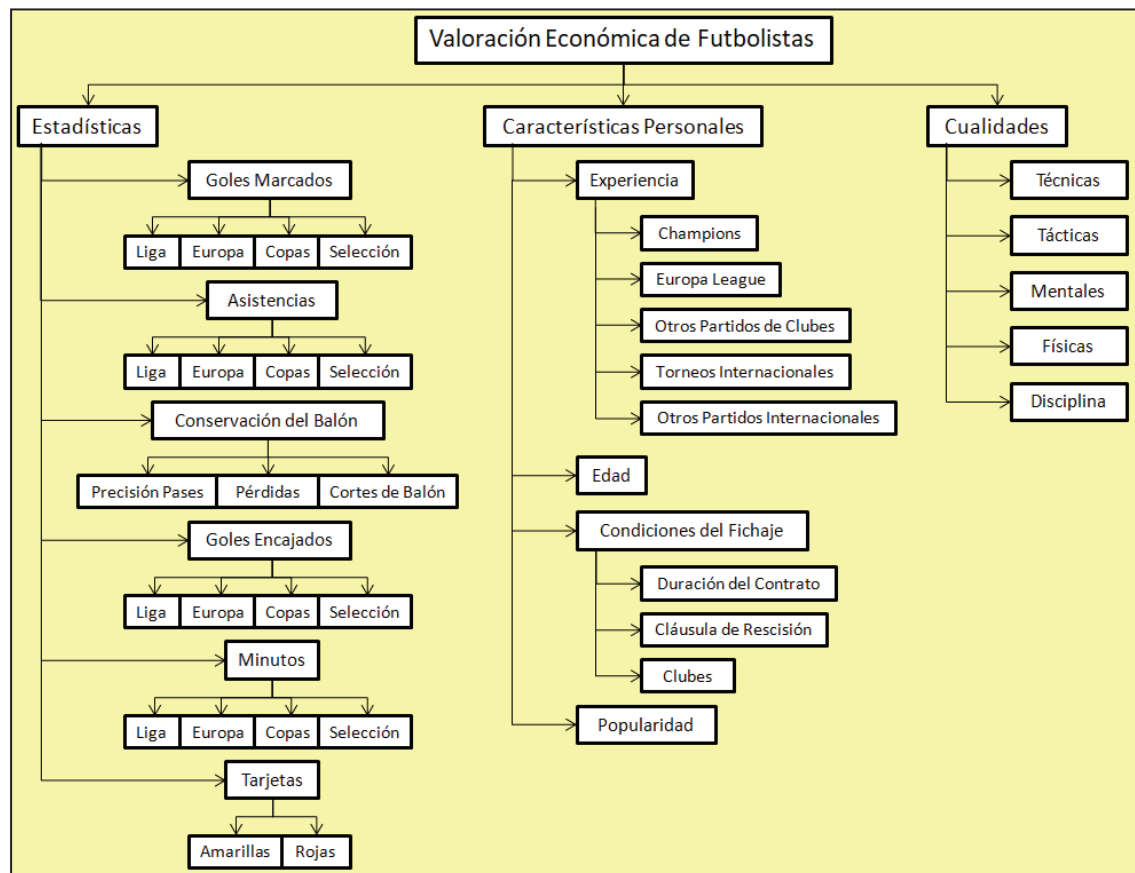 Valoración Económica de Futbolistas
Estadísticas
Goles Marcados
Liga Europa Copas Selección
Asistencias
Liga Europa Copas Selección
Conservación del Balón
Precisión Pases Pérdidas Cortes de Balón
Goles Encajados
Liga Europa Copas Selección
Minutos
Liga Europa Copas Selección
Tarjetas
Amarillas Rojas
Características Personales
Experiencia
Champions
Europa League
Otros Partidos de Clubes
Torneos Internacionales
Otros Partidos Internacionales
Edad
Condiciones del Fichaje
Duración del Contrato
Cláusula de Rescisión
Clubes
Popularidad
Cualidades
Técnicas
Tácticas
Mentales
Físicas
Disciplina